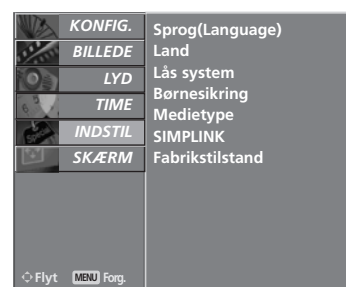 KONFIG.
BILLEDE
LYD
TIME
INDSTIL
SKÆRM
Sprog(Language)
Land
Lås system
Børnesikring
Medietype
SIMPLINK
Fabrikstilstand
Flyt MENU Forg.